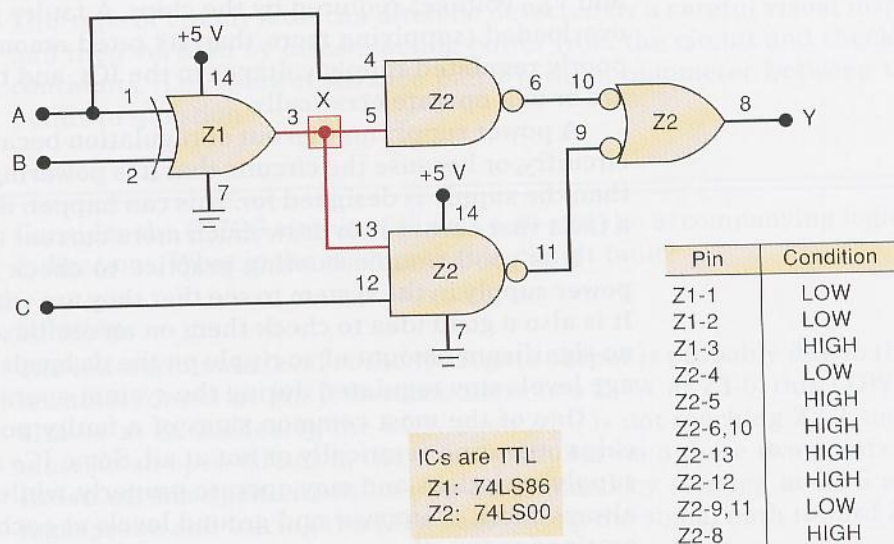 +5 V
14
A
1
B
2
Z1
3
X
7
4
5
Z2
6
10
9
Z2
8
Y
+5 V
14
13
12
Z2
11
C
7
ICs are TTL
Z1: 74LS86
Z2: 74LS00
Pin Condition
Z1-1 LOW
Z1-2 LOW
Z1-3 HIGH
Z2-4 LOW
Z2-5 HIGH
Z2-6,10 HIGH
Z2-13 HIGH
Z2-12 HIGH
Z2-9,11 LOW
Z2-8 HIGH